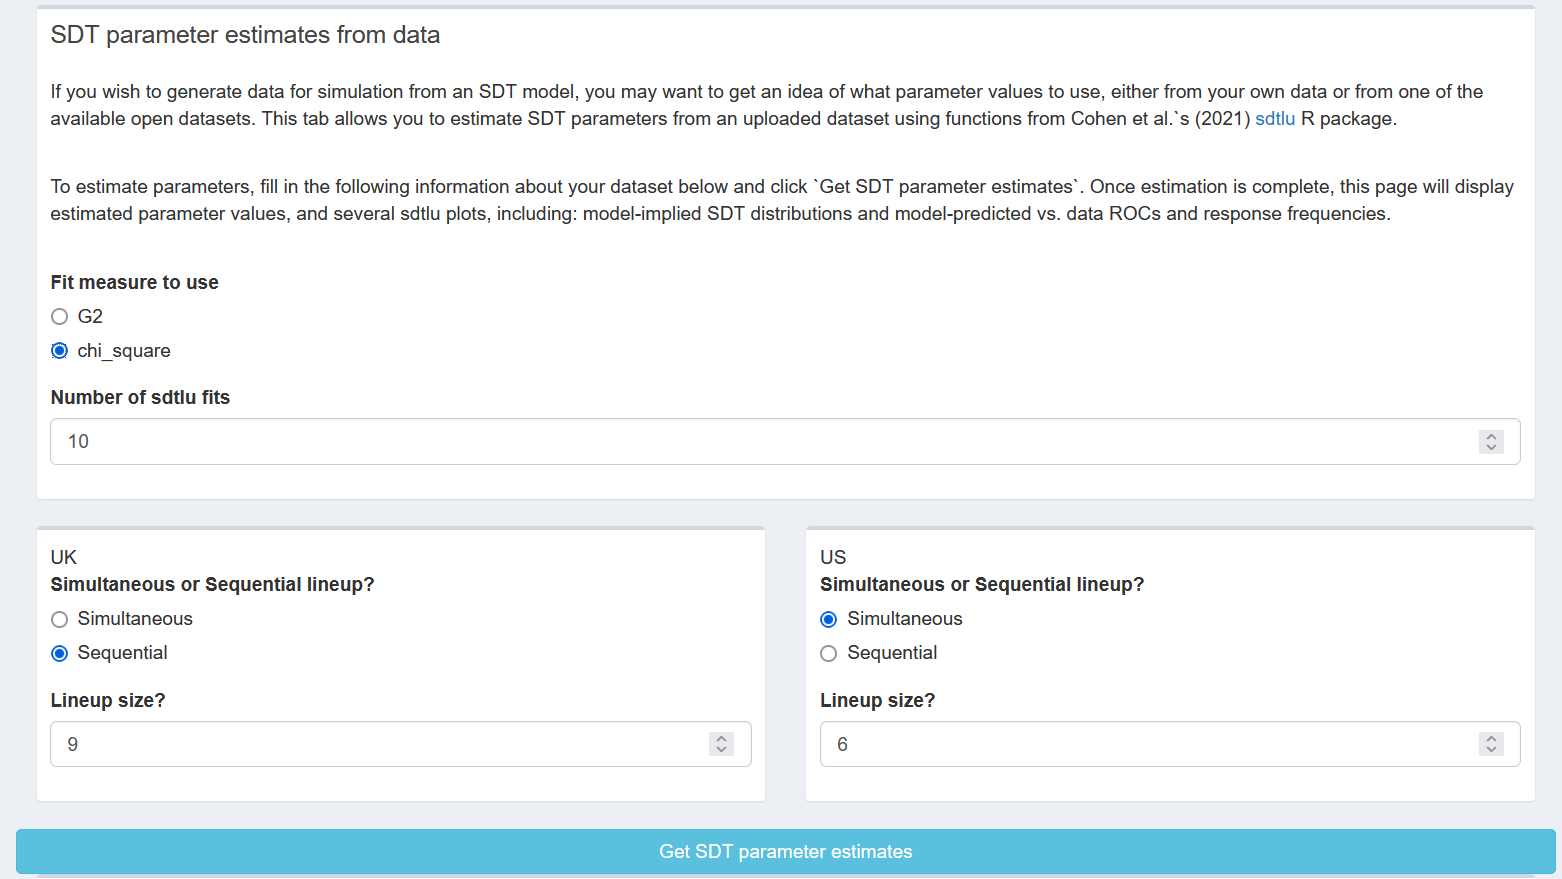 SDT parameter estimates from data
If you wish to generate data for simulation from an SDT model, you may want to get an idea of what parameter values to use, either from your own data or from one of the
available open datasets. This tab allows you to estimate SDT parameters from an uploaded dataset using functions from Cohen et al.`s (2021) sdtlu R package.
To estimate parameters, fill in the following information about your dataset below and click `Get SDT parameter estimates`. Once estimation is complete, this page will display
estimated parameter values, and several sdtlu plots, including: model-implied SDT distributions and model-predicted vs. data ROCs and response frequencies.
Fit measure to use
G2
chi_square
Number of sdtlu fits
10
UK
Simultaneous or Sequential lineup?
Simultaneous
Sequential
Lineup size?
9
US
Simultaneous or Sequential lineup?
Simultaneous
Sequential
Lineup size?
6
Get SDT parameter estimates